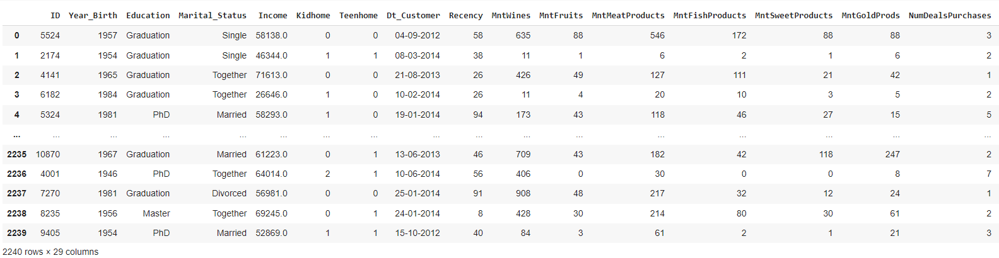 ID Year_Birth Education Marital_Status Income Kidhome Teenhome Dt_Customer Recency MntWines MntFruits MntMeatProducts MntFishProducts MntSweetProducts MntGoldProds NumDealsPurchases
0 5524 1957 Graduation Single 58138.0 0 0 04-09-2012 58 635 88 546 172 88 88 3
1 2174 1954 Graduation Single 46344.0 1 1 08-03-2014 38 11 1 6 2 1 6 2
2 4141 1965 Graduation Together 71613.0 0 0 21-08-2013 26 426 49 127 111 21 42 1
3 6182 1984 Graduation Together 26646.0 1 0 10-02-2014 26 11 4 20 10 3 5 2
4 5324 1981 PhD Married 58293.0 1 0 19-01-2014 94 173 43 118 46 27 15 5
... ... ... ... ... ... ... ... ... ... ... ... ... ... ... ... ...
2235 10870 1967 Graduation Married 61223.0 0 1 13-06-2013 46 709 43 182 42 118 247 2
2236 4001 1946 PhD Together 64014.0 2 1 10-06-2014 56 406 0 30 0 0 8 7
2237 7270 1981 Graduation Divorced 56981.0 0 0 25-01-2014 91 908 48 217 32 12 24 1
2238 8235 1956 Master Together 69245.0 0 1 24-01-2014 8 428 30 214 80 30 61 2
2239 9405 1954 PhD Married 52869.0 1 1 15-10-2012 40 84 3 61 2 1 21 3
2240 rows × 29 columns